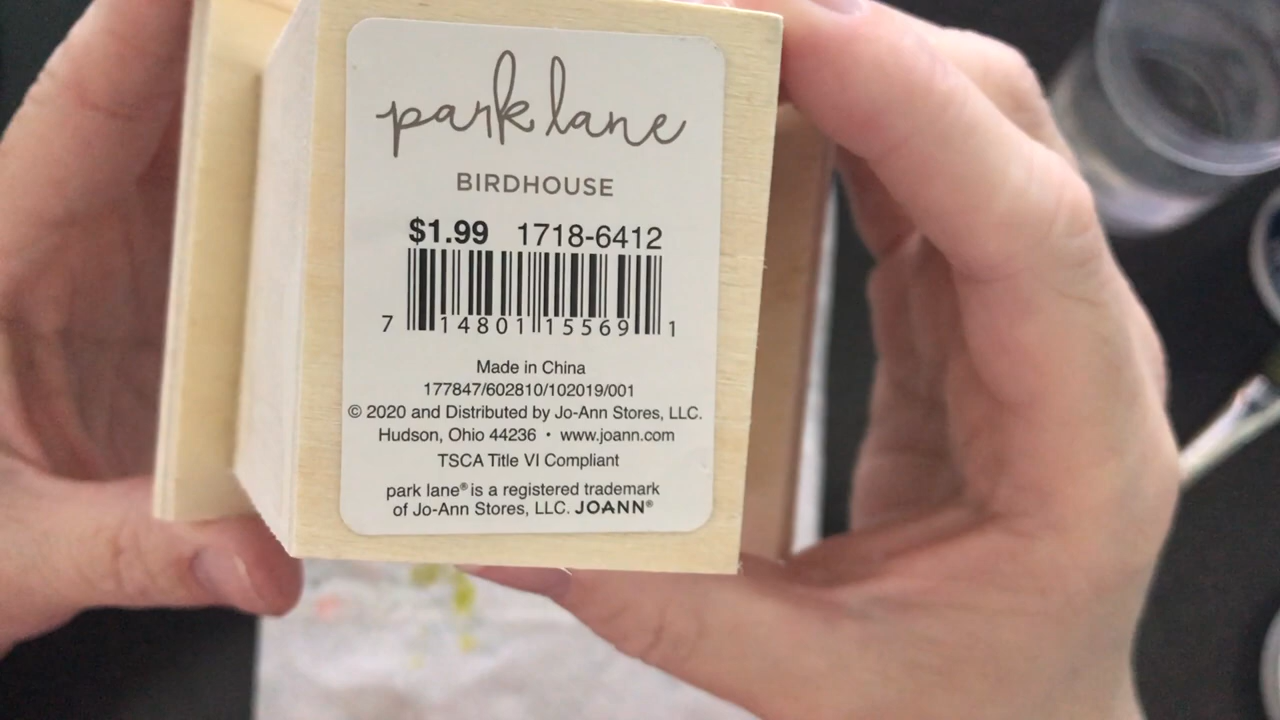 park lane
BIRDHOUSE
$1.99 1718-6412
7 14801 15569 1
Made in China
177847/602810/102019/001
© 2020 and Distributed by Jo-Ann Stores, LLC.
Hudson, Ohio 44236 • www.joann.com
TSCA Title VI Compliant
park lane® is a registered trademark
of Jo-Ann Stores, LLC. JOANN®